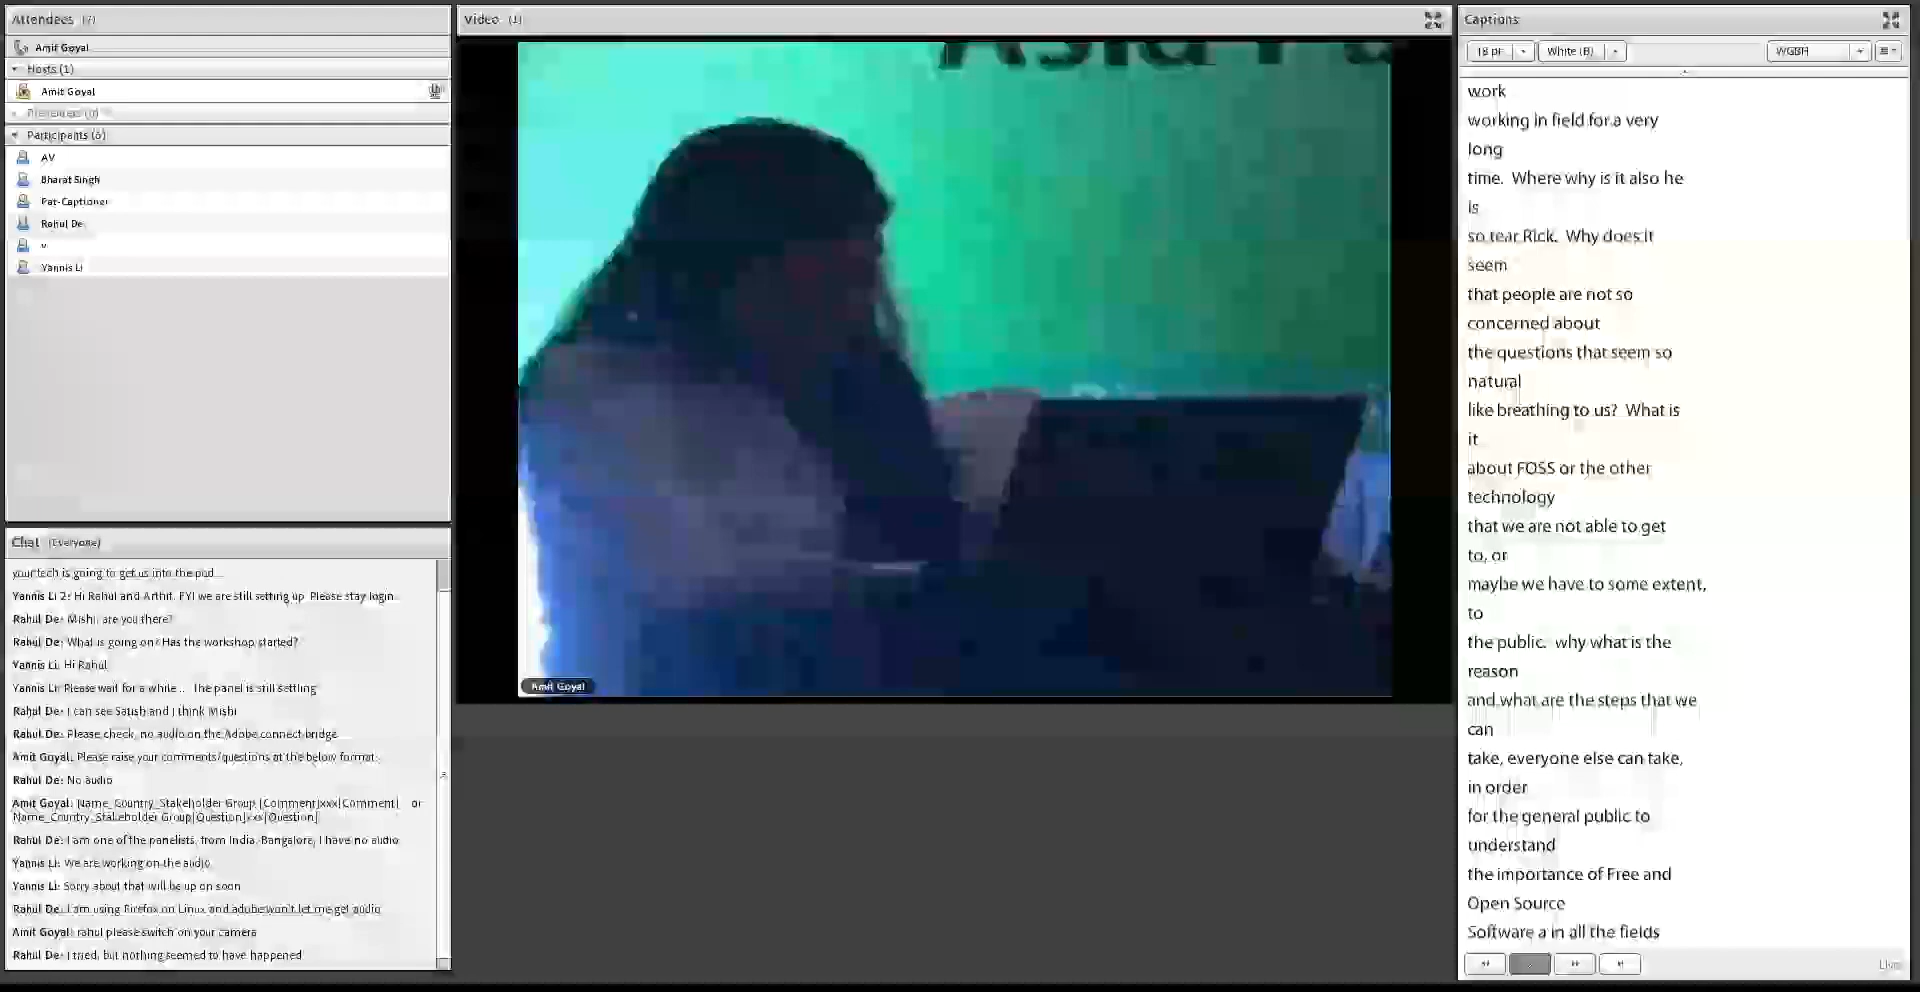 Attendees (7)
Amit Goyal
Hosts (1)
Amit Goyal
Presenters (0)
Participants (6)
AV
Bharat Singh
Pat-Captioner
Rahul De
v
Yannis Li
Chat (Everyone)
your tech is going to get us into the pod
Yannis Li 2: Hi Rahul and Arthit. FYI we are still setting up. Please stay login.
Rahul De: Mishi, are you there?
Rahul De: What is going on? Has the workshop started?
Yannis Li: Hi Rahul
Yannis Li: Please wait for a while... The panel is still settling
Rahul De: I can see Satish and I think Mishi
Rahul De: Please check, no audio on the Adobe connect bridge
Amit Goyal: Please raise your comments/questions at the below format:
Rahul De: No audio
Amit Goyal: |Name_Country_Stakeholder Group|Comment|xxx|Comment| or
Name_Country_Stakeholder Group|Question|xxx|Question|
Rahul De: I am one of the panelists, from India, Bangalore, I have no audio
Yannis Li: We are working on the audio
Yannis Li: Sorry about that will be up on soon
Rahul De: I am using Firefox on Linux and adobe won't let me get audio
Amit Goyal: rahul please switch on your camera
Rahul De: I tried, but nothing seemed to have happened
Video (1)
Asia Pa
Amit Goyal
Captions
18 pt White (B) WGBH
work
working in field for a very
long
time. Where why is it also he
is
so tear Rick. Why does it
seem
that people are not so
concerned about
the questions that seem so
natural
like breathing to us? What is
it
about FOSS or the other
technology
that we are not able to get
to, or
maybe we have to some extent,
to
the public. why what is the
reason
and what are the steps that we
can
take, everyone else can take,
in order
for the general public to
understand
the importance of Free and
Open Source
Software a in all the fields
Live